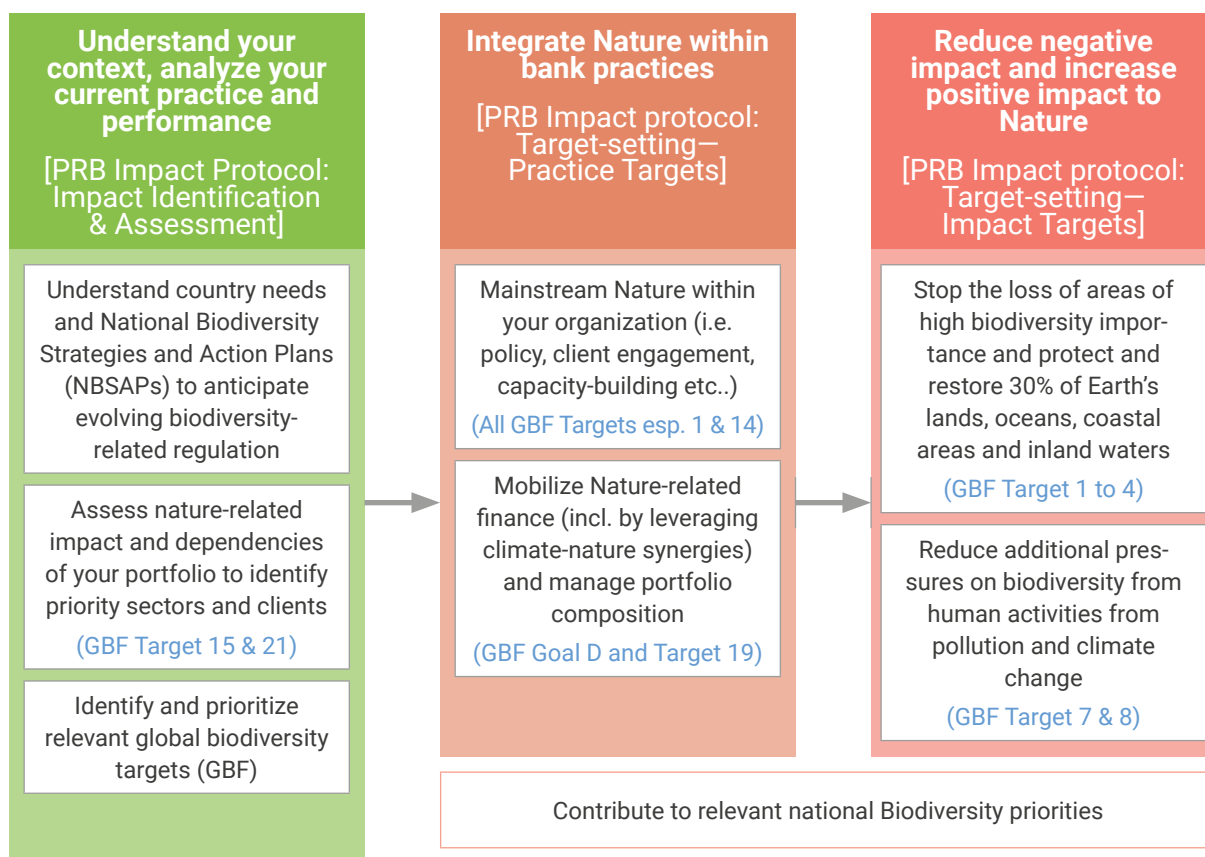 Understand your
context, analyze your
current practice and
performance
[PRB Impact Protocol:
Impact Identification
& Assessment]
Understand country needs
and National Biodiversity
Strategies and Action Plans
(NBSAPs) to anticipate
evolving biodiversity-
related regulation
Assess nature-related
impact and dependencies
of your portfolio to identify
priority sectors and clients
(GBF Target 15 & 21)
Identify and prioritize
relevant global biodiversity
targets (GBF)
Integrate Nature within
bank practices
[PRB Impact protocol:
Target-setting—
Practice Targets]
Mainstream Nature within
your organization (i.e.
policy, client engagement,
capacity-building etc..)
(All GBF Targets esp. 1 & 14)
Mobilize Nature-related
finance (incl. by leveraging
climate-nature synergies)
and manage portfolio
composition
(GBF Goal D and Target 19)
Reduce negative
impact and increase
positive impact to
Nature
[PRB Impact protocol:
Target-setting—
Impact Targets]
Stop the loss of areas of
high biodiversity impor-
tance and protect and
restore 30% of Earth’s
lands, oceans, coastal
areas and inland waters
(GBF Target 1 to 4)
Reduce additional pres-
sures on biodiversity from
human activities from
pollution and climate
change
(GBF Target 7 & 8)
Contribute to relevant national Biodiversity priorities